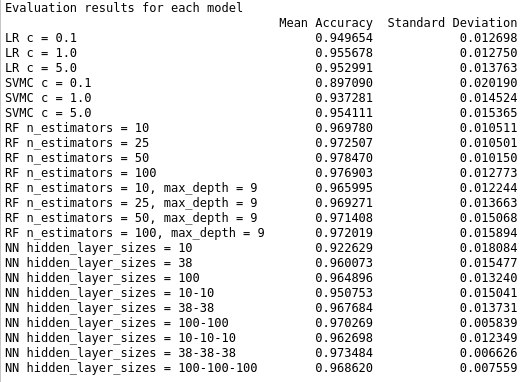 Evaluation results for each model
Mean Accuracy Standard Deviation
LR c = 0.1 0.949654 0.012698
LR c = 1.0 0.955678 0.012750
LR c = 5.0 0.952991 0.013763
SVMC c = 0.1 0.897090 0.020190
SVMC c = 1.0 0.937281 0.014524
SVMC c = 5.0 0.954111 0.015365
RF n_estimators = 10 0.969780 0.010511
RF n_estimators = 25 0.972507 0.010501
RF n_estimators = 50 0.978470 0.010150
RF n_estimators = 100 0.976903 0.012773
RF n_estimators = 10, max_depth = 9 0.965995 0.012244
RF n_estimators = 25, max_depth = 9 0.969271 0.013663
RF n_estimators = 50, max_depth = 9 0.971408 0.015068
RF n_estimators = 100, max_depth = 9 0.972019 0.015894
NN hidden_layer_sizes = 10 0.922629 0.018084
NN hidden_layer_sizes = 38 0.960073 0.015477
NN hidden_layer_sizes = 100 0.964896 0.013240
NN hidden_layer_sizes = 10-10 0.950753 0.015041
NN hidden_layer_sizes = 38-38 0.967684 0.013731
NN hidden_layer_sizes = 100-100 0.970269 0.005839
NN hidden_layer_sizes = 10-10-10 0.962698 0.012349
NN hidden_layer_sizes = 38-38-38 0.973484 0.006626
NN hidden_layer_sizes = 100-100-100 0.968620 0.007559